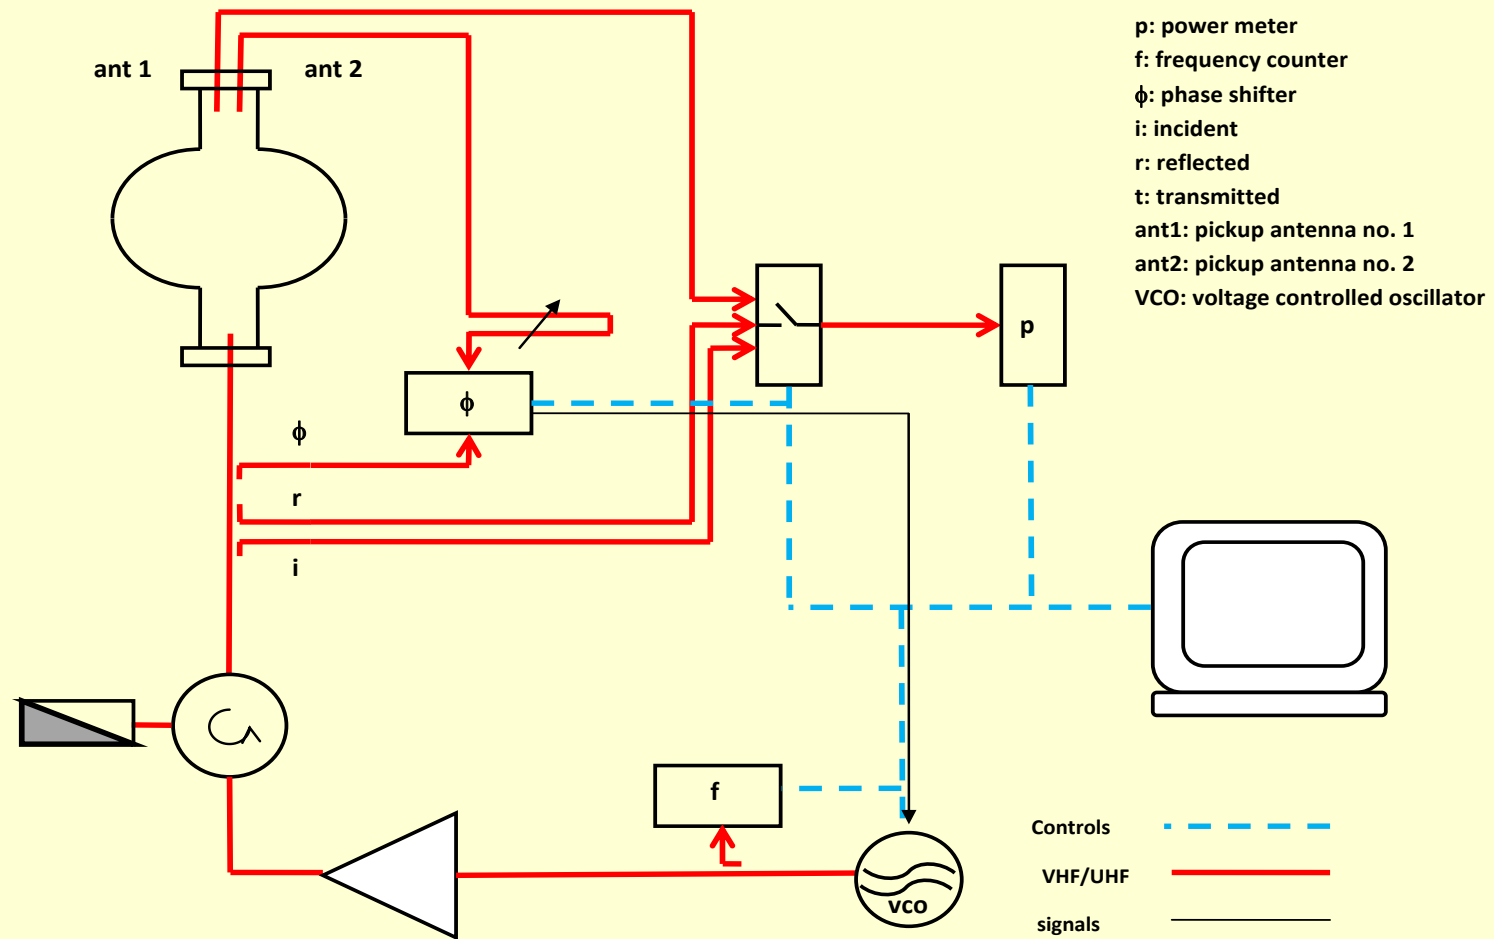 ant 1
ant 2
p: power meter
f: frequency counter
ϕ: phase shifter
i: incident
r: reflected
t: transmitted
ant1: pickup antenna no. 1
ant2: pickup antenna no. 2
VCO: voltage controlled oscillator
p
ϕ
ϕ
r
i
f
vco
Controls
VHF/UHF
signals